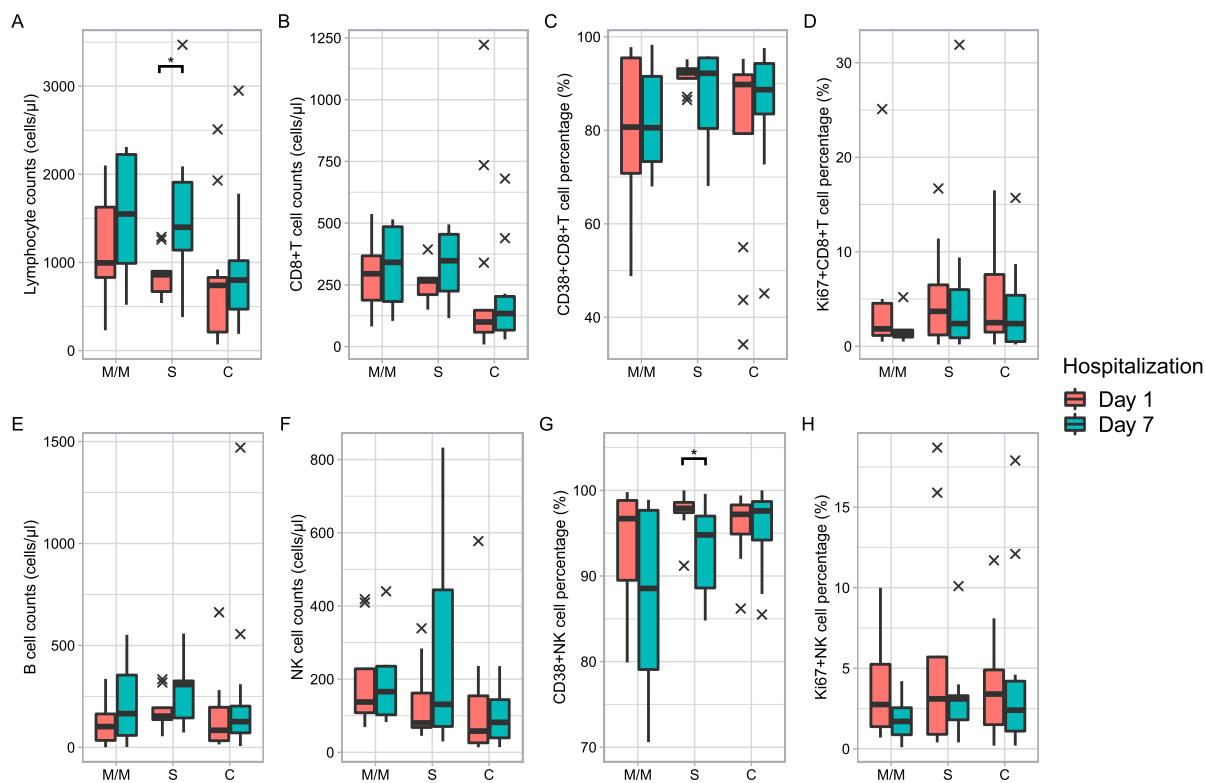 A
Lymphocyte counts (cells/µl)
3000
2000
1000
0
*
M/M S C
B
CD8+T cell counts (cells/µl)
1250
1000
750
500
250
0
M/M S C
C
CD38+CD8+T cell percentage (%)
100
80
60
40
M/M S C
D
Ki67+CD8+T cell percentage (%)
30
20
10
0
M/M S C
Hospitalization
Day 1
Day 7
E
B cell counts (cells/µl)
1500
1000
500
0
M/M S C
F
NK cell counts (cells/µl)
800
600
400
200
0
M/M S C
G
CD38+NK cell percentage (%)
100
90
80
70
*
M/M S C
H
Ki67+NK cell percentage (%)
15
10
5
0
M/M S C